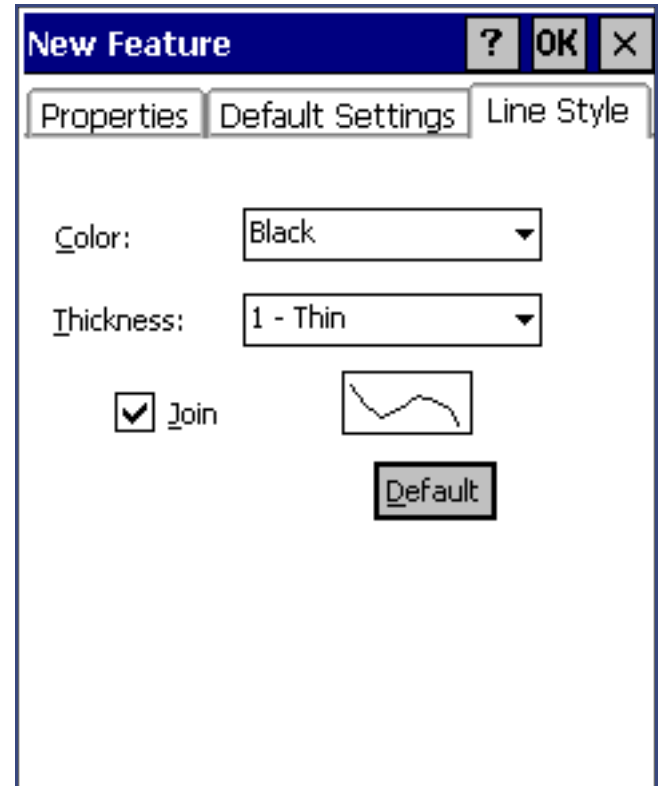 New Feature ? OK ×
Properties Default Settings Line Style
Color: Black
Thickness: 1 - Thin
Join
Default